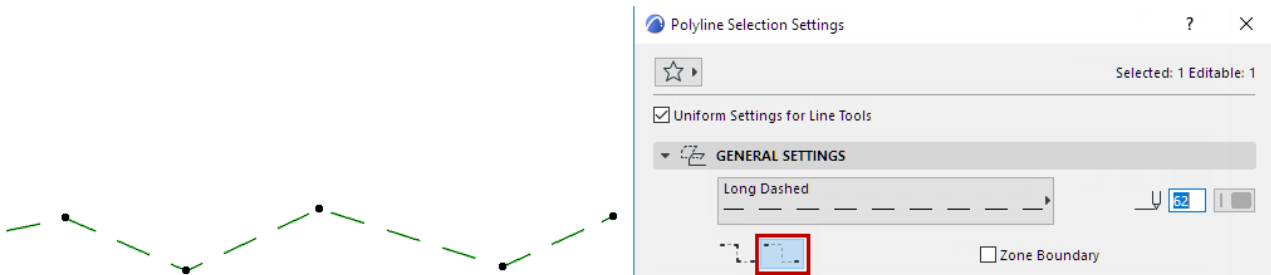 Polyline Selection Settings ?
Selected: 1 Editable: 1
Uniform Settings for Line Tools
GENERAL SETTINGS
Long Dashed
62
Zone Boundary